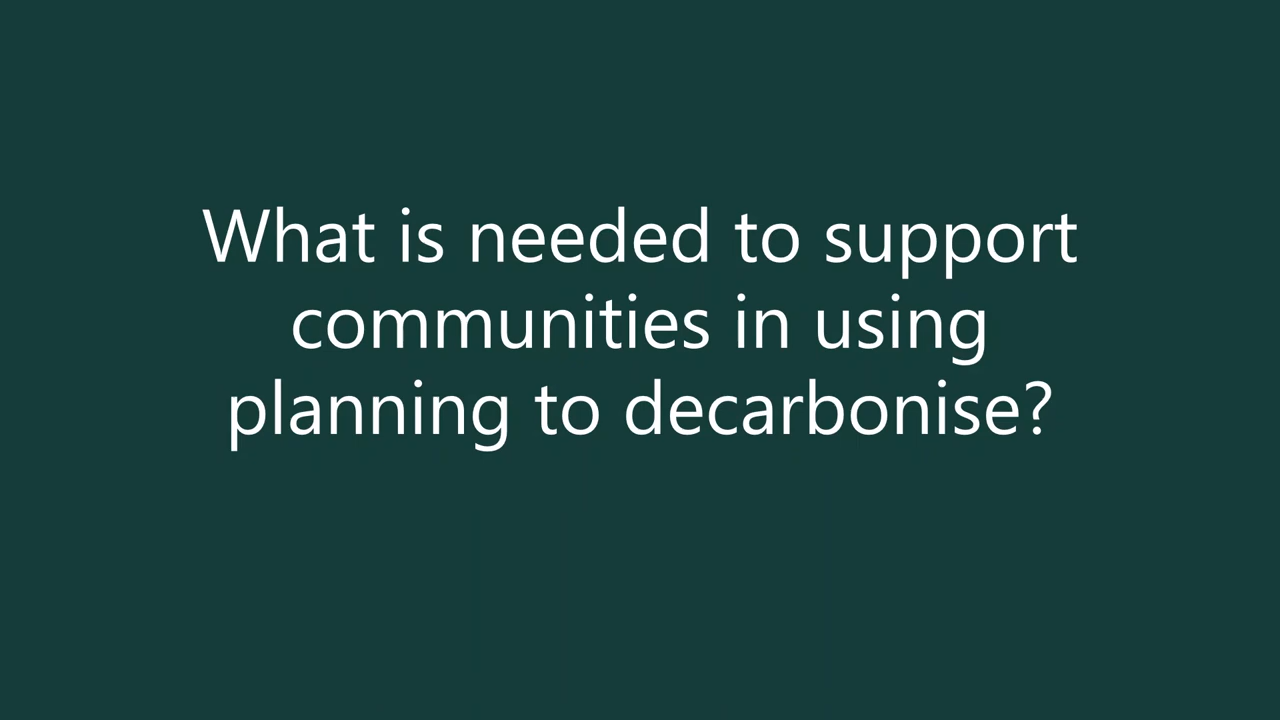 What is needed to support
communities in using
planning to decarbonise?